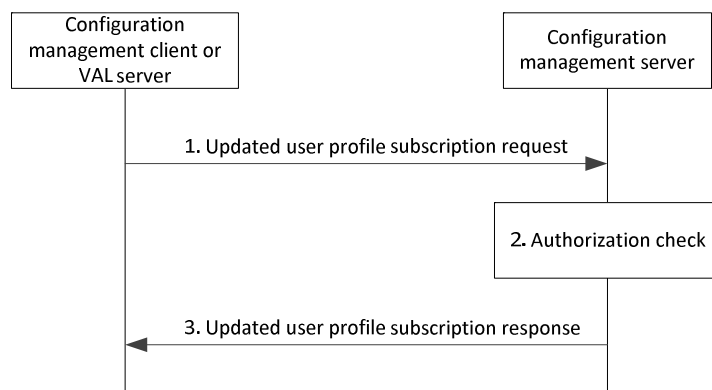 Configuration
management client or
VAL server
Configuration
management server
1. Updated user profile subscription request
2. Authorization check
3. Updated user profile subscription response